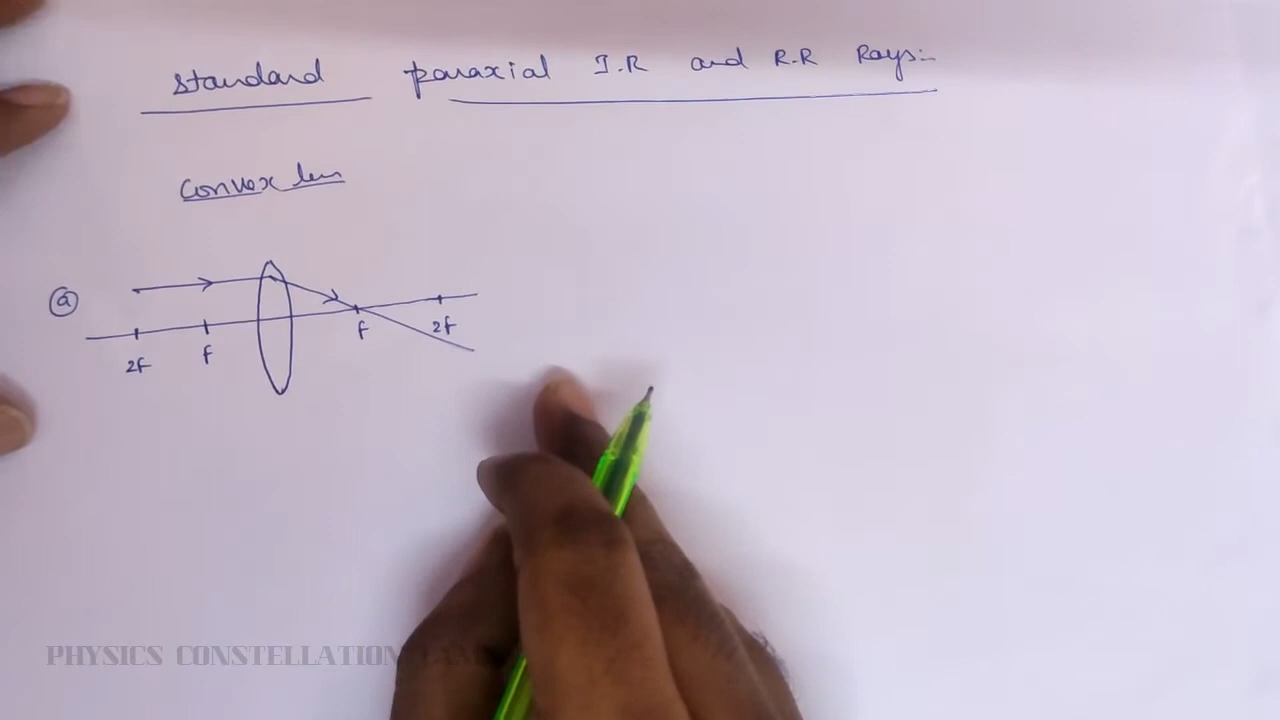 Standard paraxial I.R and R.R Rays:-
Convex lens
(a)
2f f f 2f
PHYSICS CONSTELLATION